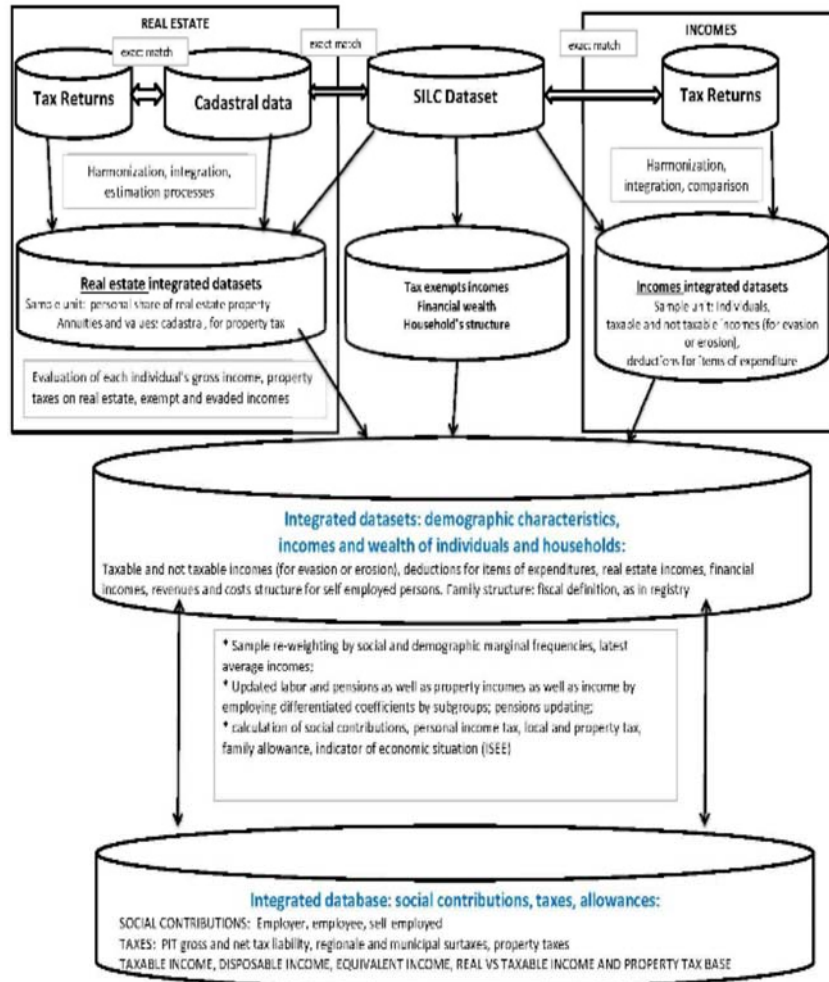 REAL ESTATE
INCOMES
exact match
exact match
exact match
Tax Returns
Cadastral data
SILC Dataset
Tax Returns
Harmonization, integration,
estimation processes
Harmonization,
integration, comparison
Real estate integrated datasets
Sample unit: personal share of real estate property
Annuities and values: cadastral, for property tax
Tax exempts incomes
Financial wealth
Household's structure
Incomes integrated datasets
Sample unit: Individuals,
taxable and not taxable incomes (for evasion
or erosion),
deductions for items of expenditure
Evaluation of each individual's gross income, property
taxes on real estate, exempt and evaded incomes
Integrated datasets: demographic characteristics,
incomes and wealth of individuals and households:
Taxable and not taxable incomes (for evasion or erosion), deductions for items of expenditures, real estate incomes, financial
incomes, revenues and costs structure for self employed persons. Family structure: fiscal definition, as in registry
* Sample re-weighting by social and demographic marginal frequencies, latest
average incomes;
* Updated labor and pensions as well as property incomes as well as income by
employing differentiated coefficients by subgroups; pensions updating;
* calculation of social contributions, personal income tax, local and property tax,
family allowance, indicator of economic situation (ISEE)
Integrated database: social contributions, taxes, allowances:
SOCIAL CONTRIBUTIONS: Employer, employee, self employed
TAXES: PIT gross and net tax liability, regionale and municipal surtaxes, property taxes
TAXABLE INCOME, DISPOSABLE INCOME, EQUIVALENT INCOME, REAL VS TAXABLE INCOME AND PROPERTY TAX BASE